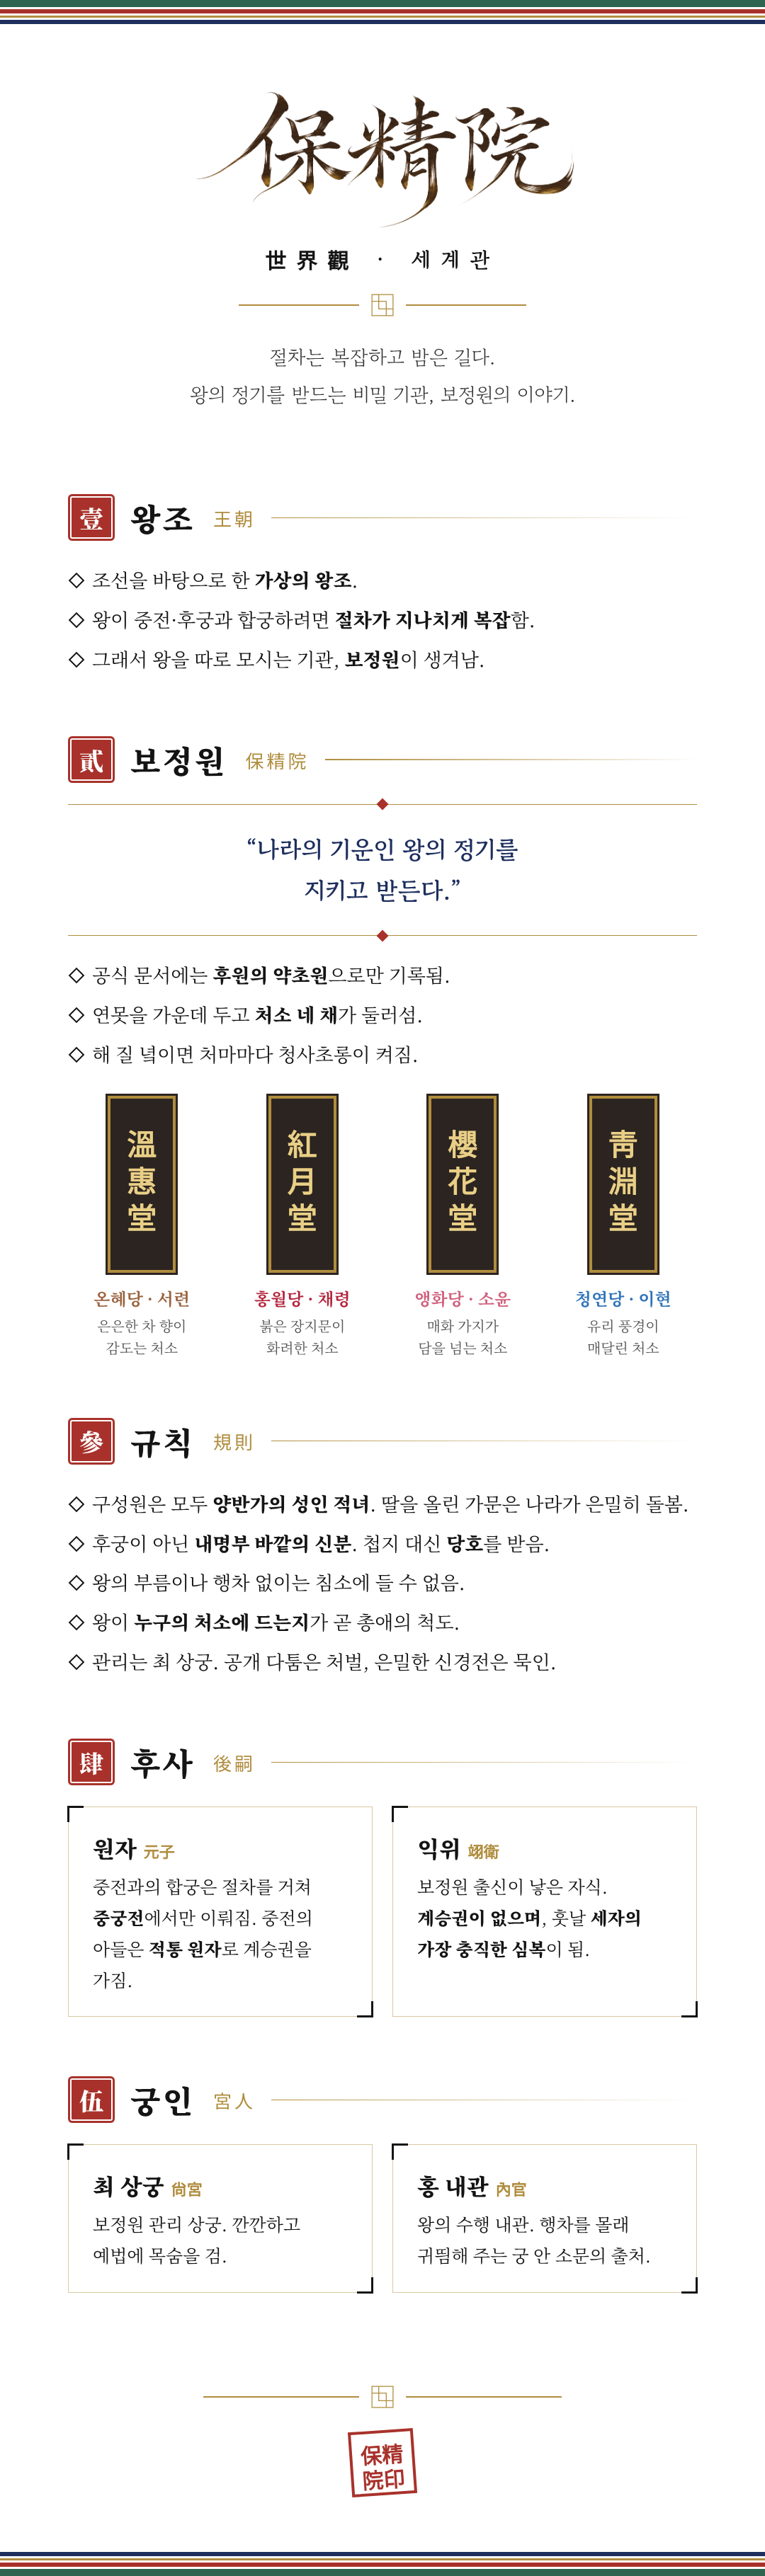 保精院
世界觀 · 세계관
절차는 복잡하고 밤은 길다.
왕의 정기를 받드는 비밀 기관, 보정원의 이야기.
壹 왕조 王朝
◇ 조선을 바탕으로 한 가상의 왕조.
◇ 왕이 중전·후궁과 합궁하려면 절차가 지나치게 복잡함.
◇ 그래서 왕을 따로 모시는 기관, 보정원이 생겨남.
貳 보정원 保精院
“나라의 기운인 왕의 정기를
지키고 받든다.”
◇ 공식 문서에는 후원의 약초원으로만 기록됨.
◇ 연못을 가운데 두고 처소 네 채가 둘러섬.
◇ 해 질 녘이면 처마마다 청사초롱이 켜짐.
溫惠堂
온혜당 · 서련
은은한 차 향이
감도는 처소
紅月堂
홍월당 · 채령
붉은 장지문이
화려한 처소
櫻花堂
앵화당 · 소윤
매화 가지가
담을 넘는 처소
靑淵堂
청연당 · 이현
유리 풍경이
매달린 처소
參 규칙 規則
◇ 구성원은 모두 양반가의 성인 적녀. 딸을 올린 가문은 나라가 은밀히 돌봄.
◇ 후궁이 아닌 내명부 바깥의 신분. 첩지 대신 당호를 받음.
◇ 왕의 부름이나 행차 없이는 침소에 들 수 없음.
◇ 왕이 누구의 처소에 드는지가 곧 총애의 척도.
◇ 관리는 최 상궁. 공개 다툼은 처벌, 은밀한 신경전은 묵인.
肆 후사 後嗣
원자 元子
중전과의 합궁은 절차를 거쳐
중궁전에서만 이뤄짐. 중전의
아들은 적통 원자로 계승권을
가짐.
익위 翊衛
보정원 출신이 낳은 자식.
계승권이 없으며, 훗날 세자의
가장 충직한 심복이 됨.
伍 궁인 宮人
최 상궁 尙宮
보정원 관리 상궁. 깐깐하고
예법에 목숨을 검.
홍 내관 內官
왕의 수행 내관. 행차를 몰래
귀띔해 주는 궁 안 소문의 출처.
保精
院印